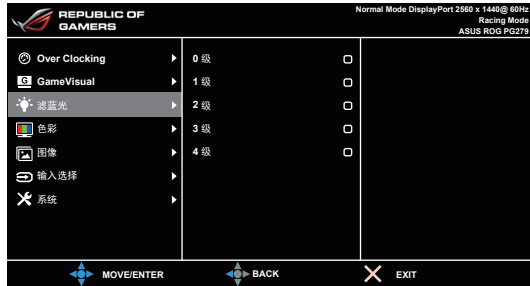 REPUBLIC OF
GAMERS
Normal Mode DisplayPort 2560 x 1440@ 60Hz
Racing Mode
ASUS ROG PG279
Over Clocking
0 级
G GameVisual
1 级
滤蓝光
2 级
色彩
3 级
图像
4 级
输入选择
系统
MOVE/ENTER
BACK
EXIT